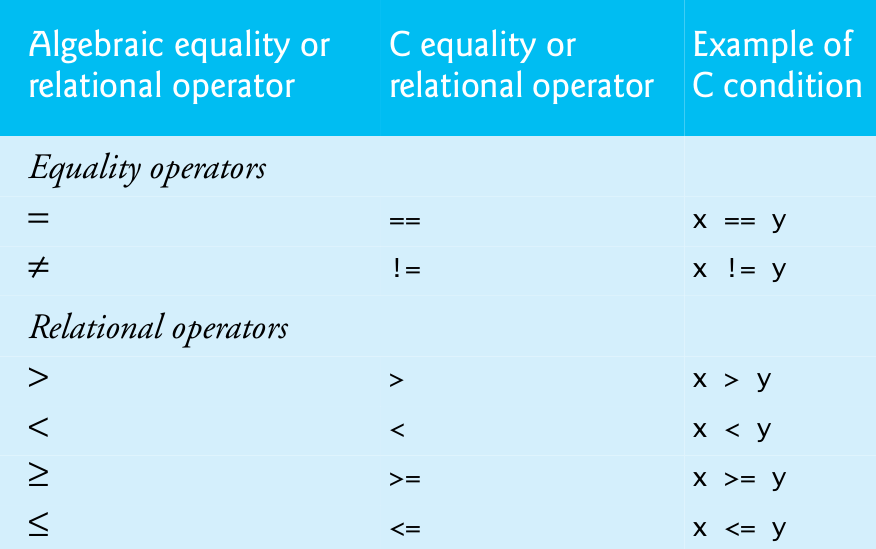 Algebraic equality or relational operator C equality or relational operator Example of C condition
Equality operators
= == x == y
≠ != x != y
Relational operators
> > x > y
< < x < y
≥ >= x >= y
≤ <= x <= y